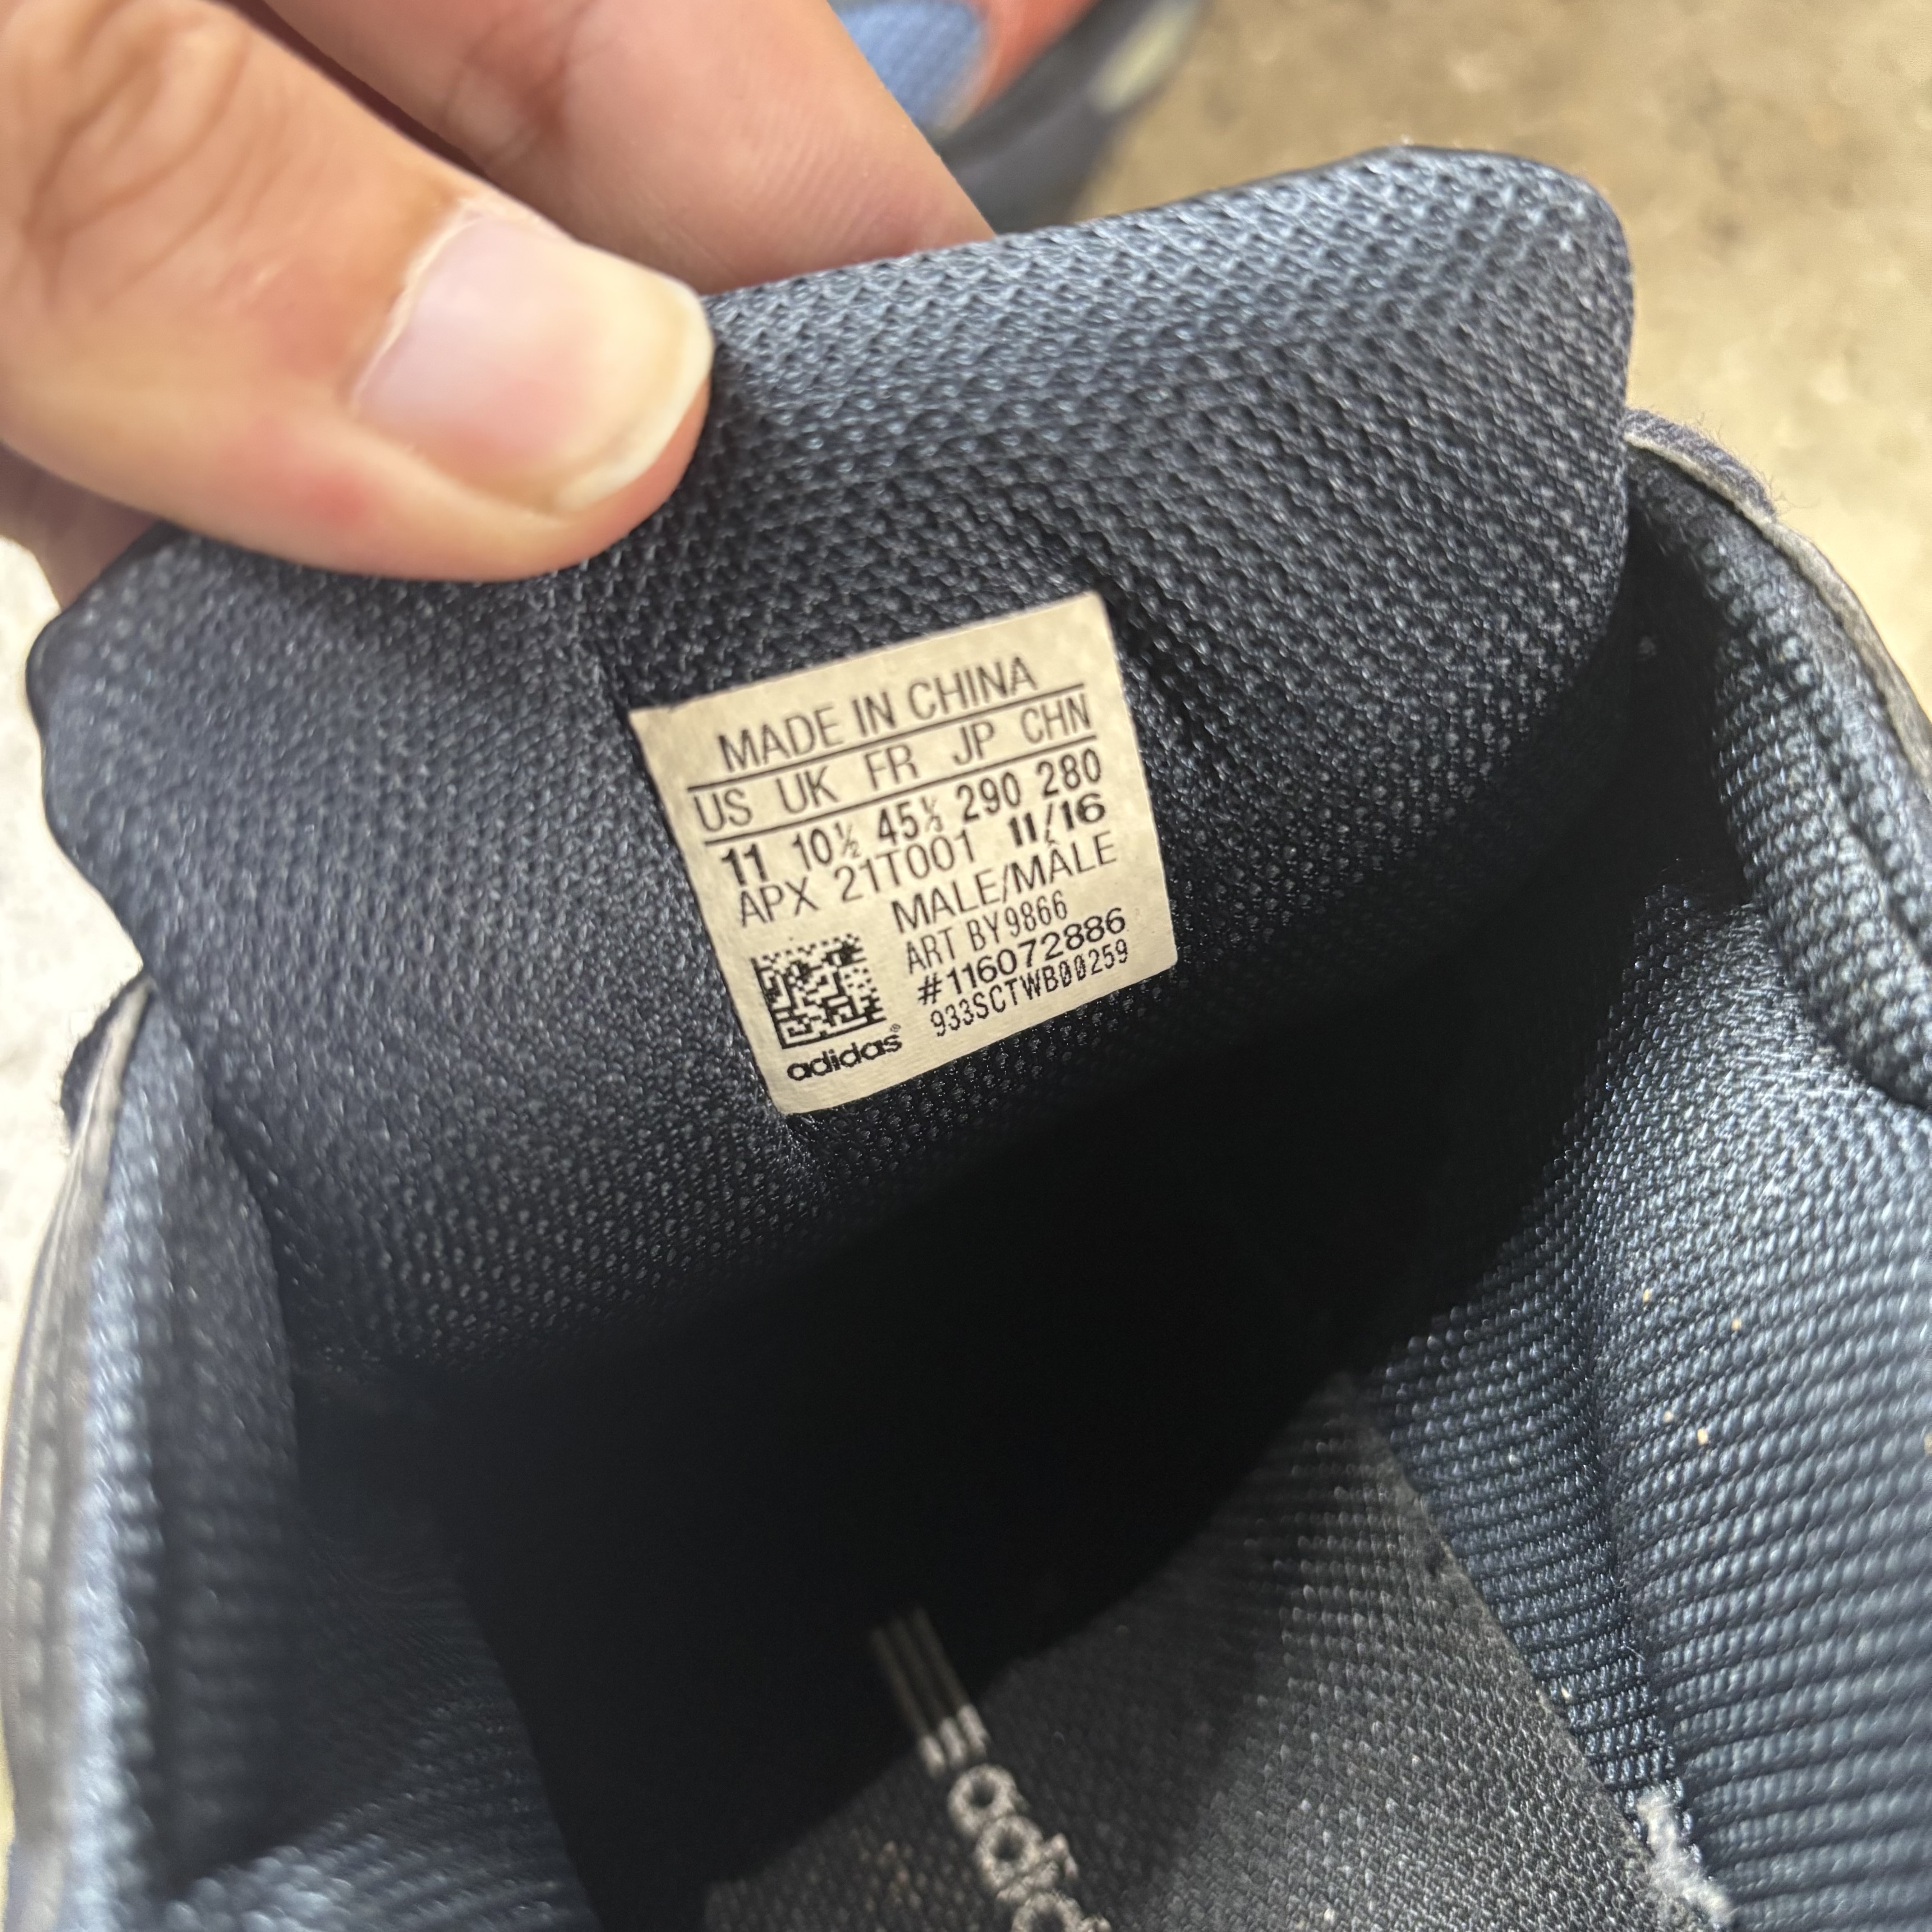 MADE IN CHINA
US UK FR JP CHN
11 10½ 45⅓ 290 280
APX 21T001 11/16
MALE/MÂLE
ART BY9866
#116072886
933SCTWB00259
adidas®